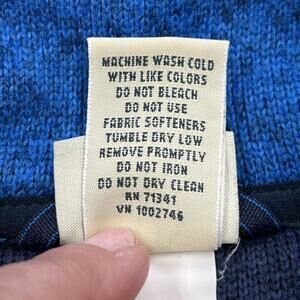 MACHINE WASH COLD
WITH LIKE COLORS
DO NOT BLEACH
DO NOT USE
FABRIC SOFTENERS
TUMBLE DRY LOW
REMOVE PROMPTLY
DO NOT IRON
DO NOT DRY CLEAN
RN 71341
VN 1002746